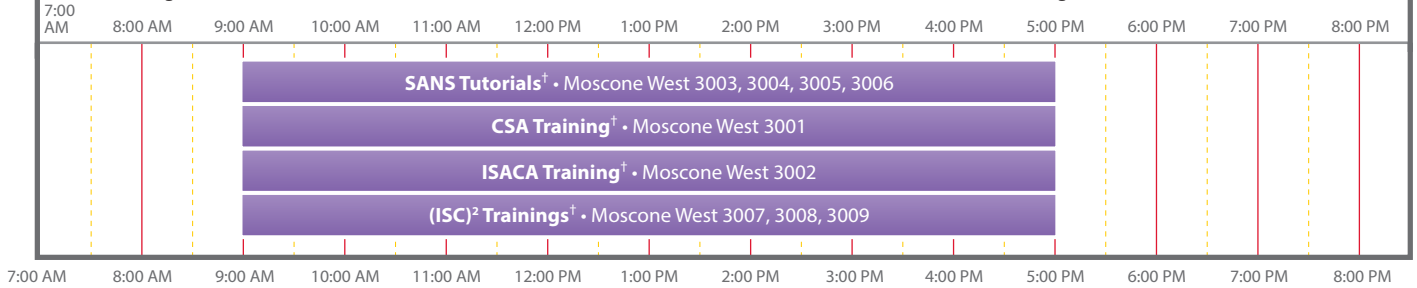 7:00
AM 8:00 AM 9:00 AM 10:00 AM 11:00 AM 12:00 PM 1:00 PM 2:00 PM 3:00 PM 4:00 PM 5:00 PM 6:00 PM 7:00 PM 8:00 PM
SANS Tutorials† • Moscone West 3003, 3004, 3005, 3006
CSA Training† • Moscone West 3001
ISACA Training† • Moscone West 3002
(ISC)² Trainings† • Moscone West 3007, 3008, 3009
7:00 AM 8:00 AM 9:00 AM 10:00 AM 11:00 AM 12:00 PM 1:00 PM 2:00 PM 3:00 PM 4:00 PM 5:00 PM 6:00 PM 7:00 PM 8:00 PM